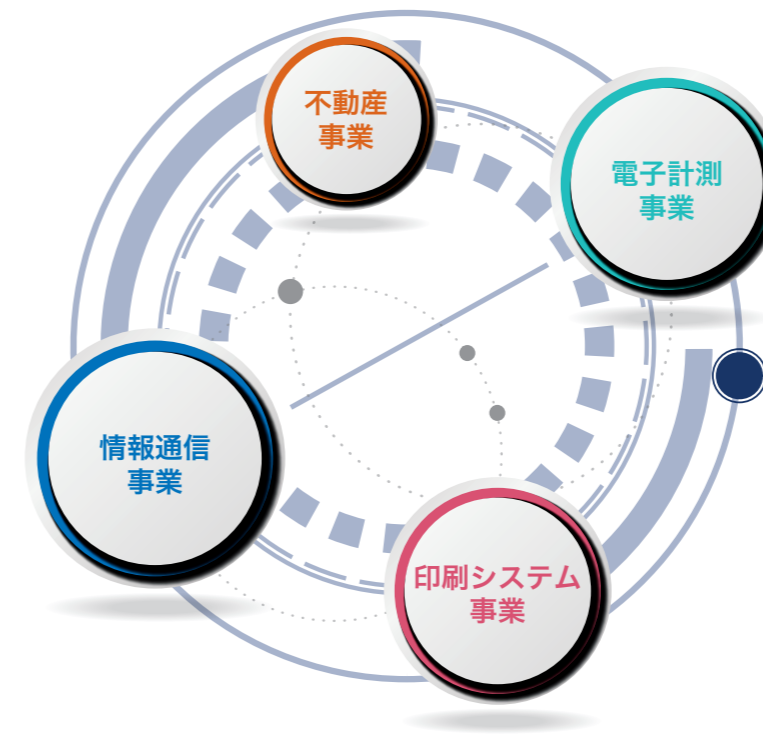 不動産
事業
電子計測
事業
情報通信
事業
印刷システム
事業